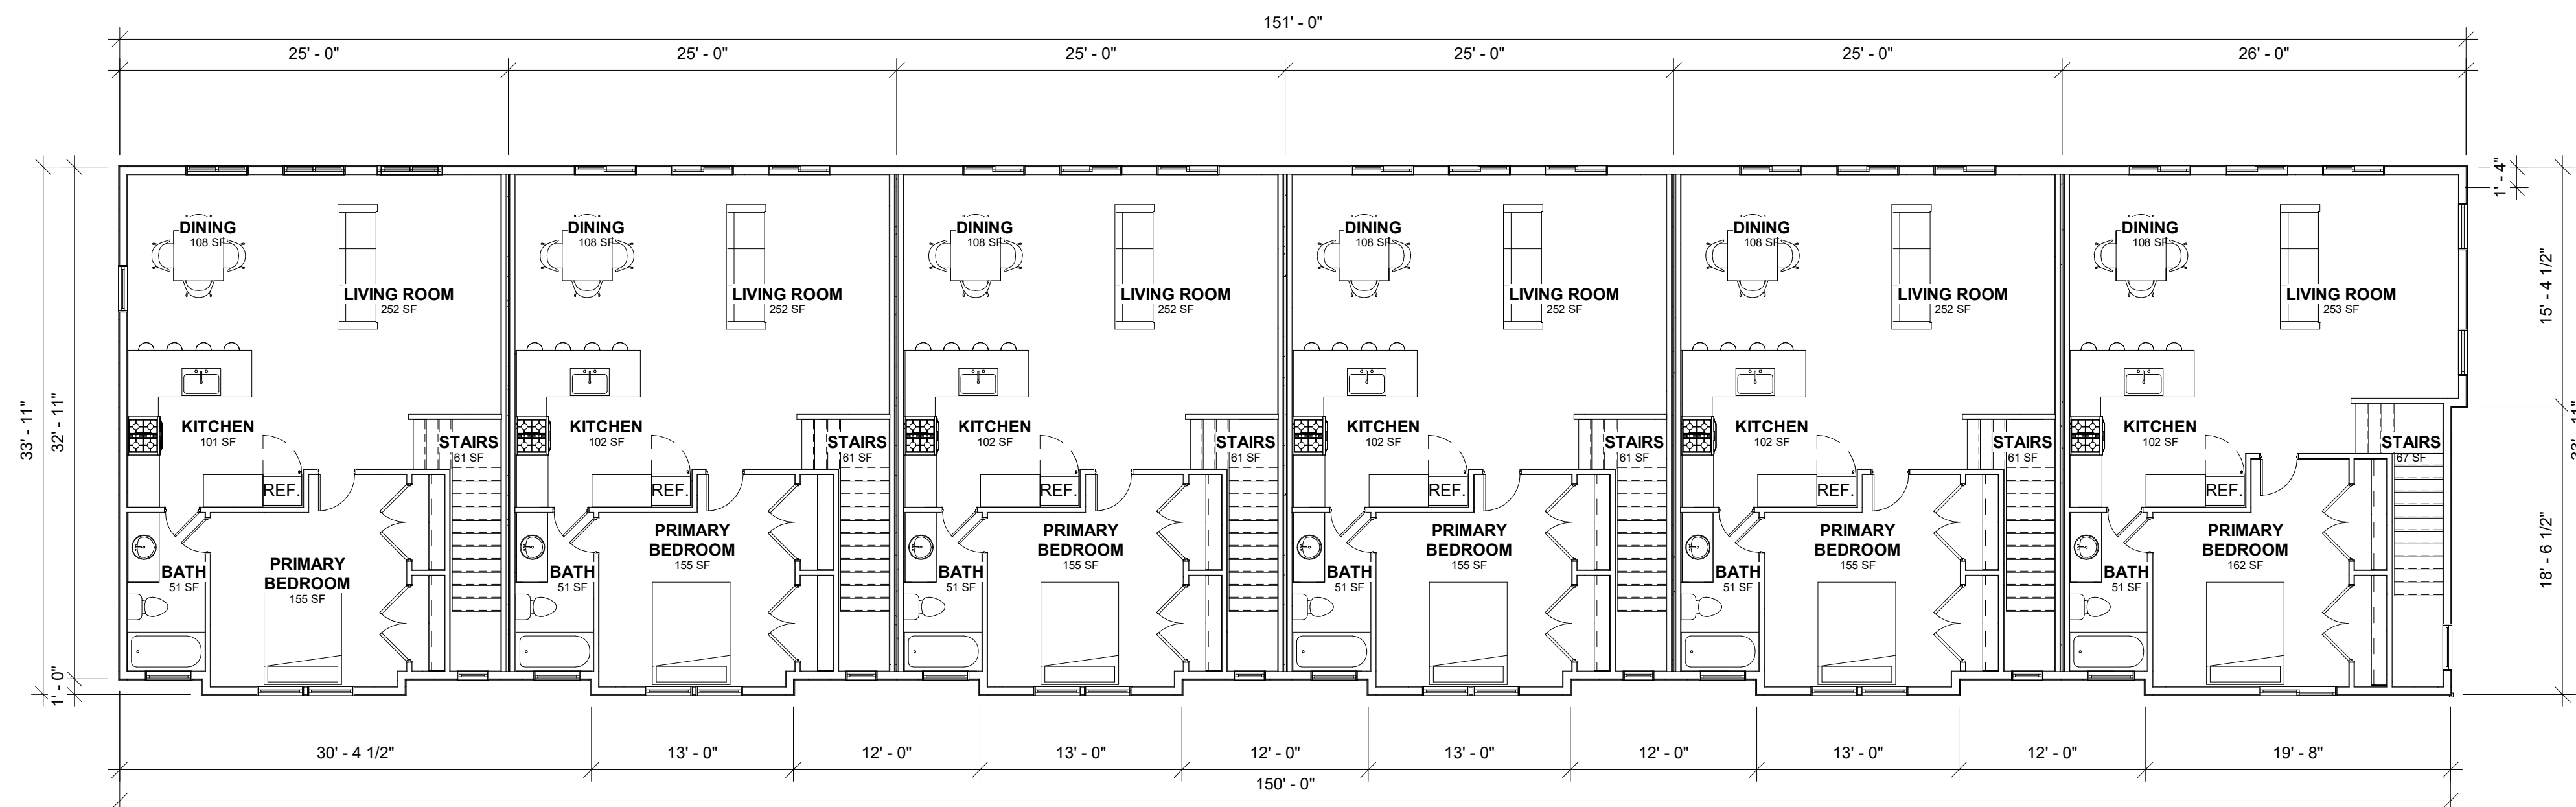 151' - 0"
25' - 0"
25' - 0"
25' - 0"
25' - 0"
25' - 0"
26' - 0"
33' - 11"
32' - 11"
1' - 0"
DINING
108 SF
LIVING ROOM
252 SF
KITCHEN
101 SF
STAIRS
61 SF
REF.
BATH
51 SF
PRIMARY
BEDROOM
155 SF
DINING
108 SF
LIVING ROOM
252 SF
KITCHEN
102 SF
STAIRS
61 SF
REF.
PRIMARY
BEDROOM
155 SF
BATH
51 SF
DINING
108 SF
LIVING ROOM
252 SF
KITCHEN
102 SF
STAIRS
61 SF
REF.
PRIMARY
BEDROOM
155 SF
BATH
51 SF
DINING
108 SF
LIVING ROOM
252 SF
KITCHEN
102 SF
STAIRS
61 SF
REF.
PRIMARY
BEDROOM
155 SF
BATH
51 SF
DINING
108 SF
LIVING ROOM
252 SF
KITCHEN
102 SF
STAIRS
61 SF
REF.
PRIMARY
BEDROOM
155 SF
BATH
51 SF
DINING
108 SF
LIVING ROOM
253 SF
KITCHEN
102 SF
STAIRS
67 SF
REF.
PRIMARY
BEDROOM
162 SF
BATH
51 SF
1' - 4"
15' - 4 1/2"
18' - 6 1/2"
30' - 4 1/2"
13' - 0"
12' - 0"
13' - 0"
12' - 0"
13' - 0"
12' - 0"
13' - 0"
12' - 0"
19' - 8"
150' - 0"